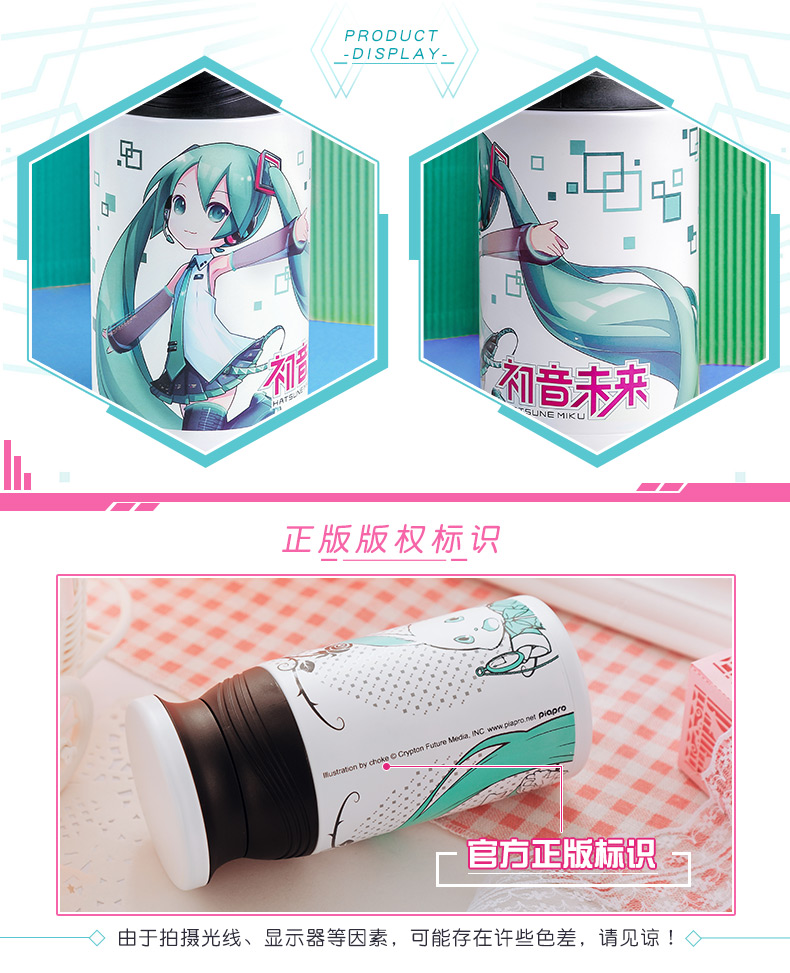 PRODUCT
-DISPLAY-
初音
HATSUNE
初音未来
HATSUNE MIKU
正版版权标识
Illustration by choke © Crypton Future Media, INC www.piapro.net piapro
官方正版标识
由于拍摄光线、显示器等因素，可能存在许些色差，请见谅！